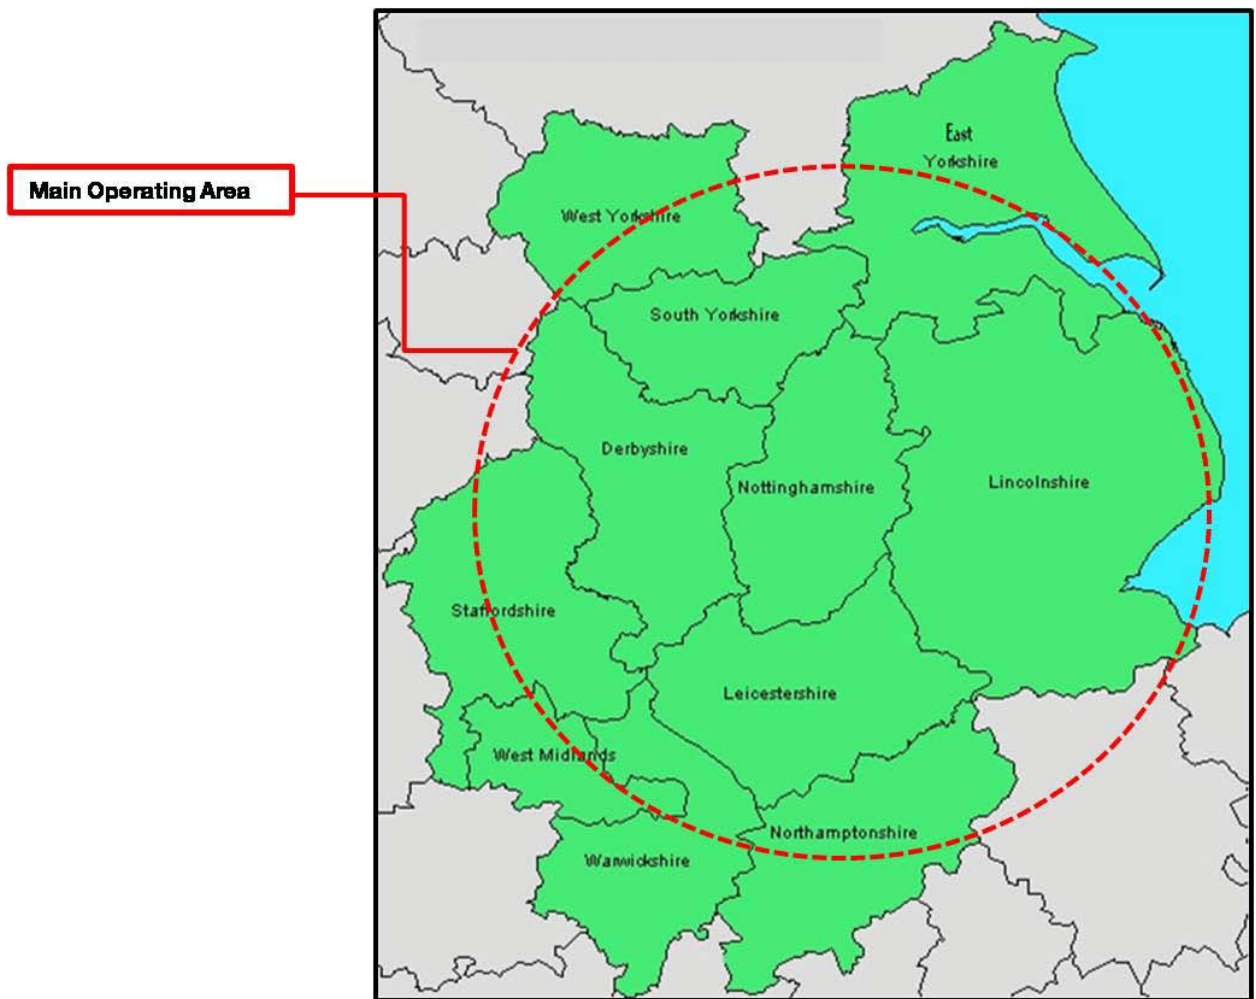 East
Yorkshire
Main Operating Area
West Yorkshire
South Yorkshire
Derbyshire
Nottinghamshire
Lincolnshire
Staffordshire
Leicestershire
West Midlands
Northamptonshire
Warwickshire